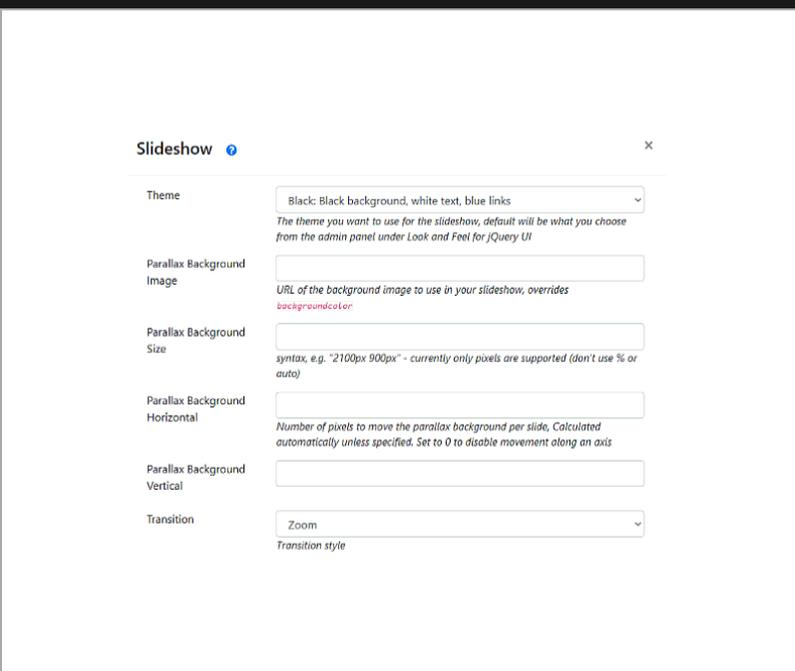 Slideshow
Theme
Black: Black background, white text, blue links
The theme you want to use for the slideshow, default will be what you choose
from the admin panel under Look and Feel for jQuery UI
Parallax Background
Image
URL of the background image to use in your slideshow, overrides
backgroundcolor
Parallax Background
Size
syntax, e.g. "2100px 900px" - currently only pixels are supported (don't use % or
auto)
Parallax Background
Horizontal
Number of pixels to move the parallax background per slide, Calculated
automatically unless specified. Set to 0 to disable movement along an axis
Parallax Background
Vertical
Transition
Zoom
Transition style